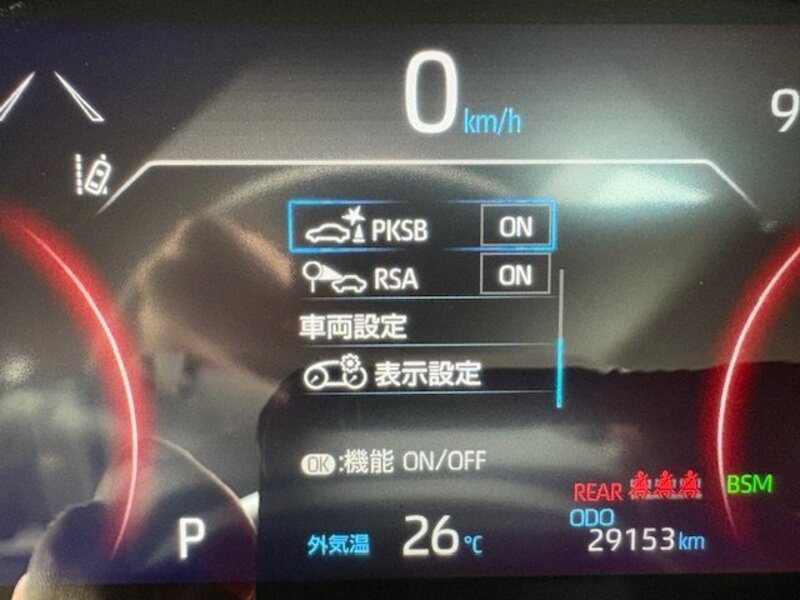 0 km/h
9
PKSB ON
RSA ON
車両設定
表示設定
OK:機能 ON/OFF
REAR
BSM
ODO
29153 km
P
外気温 26℃